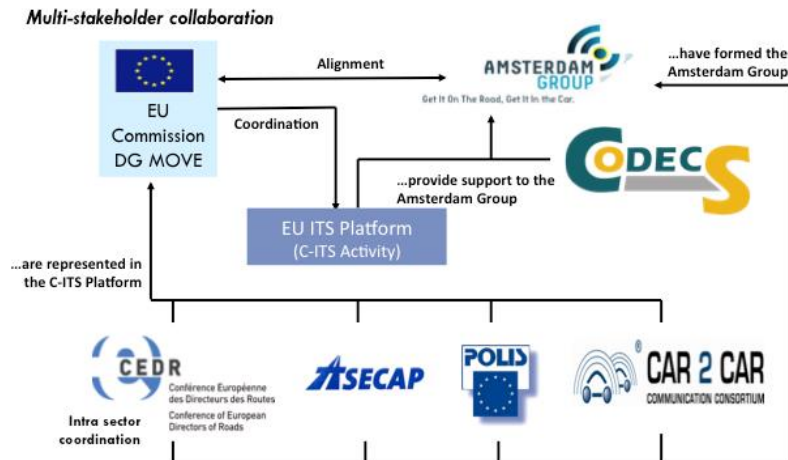 Multi-stakeholder collaboration
EU
Commission
DG MOVE
Alignment
Coordination
AMSTERDAM
GROUP
Get It On The Road, Get It In the Car.
...have formed the
Amsterdam Group
CODECS
...provide support to the
Amsterdam Group
EU ITS Platform
(C-ITS Activity)
...are represented in
the C-ITS Platform
CEDR
Conférence Européenne
des Directeurs des Routes
Conference of European
Directors of Roads
Intra sector
coordination
ASECAP
POLIS
® CAR 2 CAR
COMMUNICATION CONSORTIUM